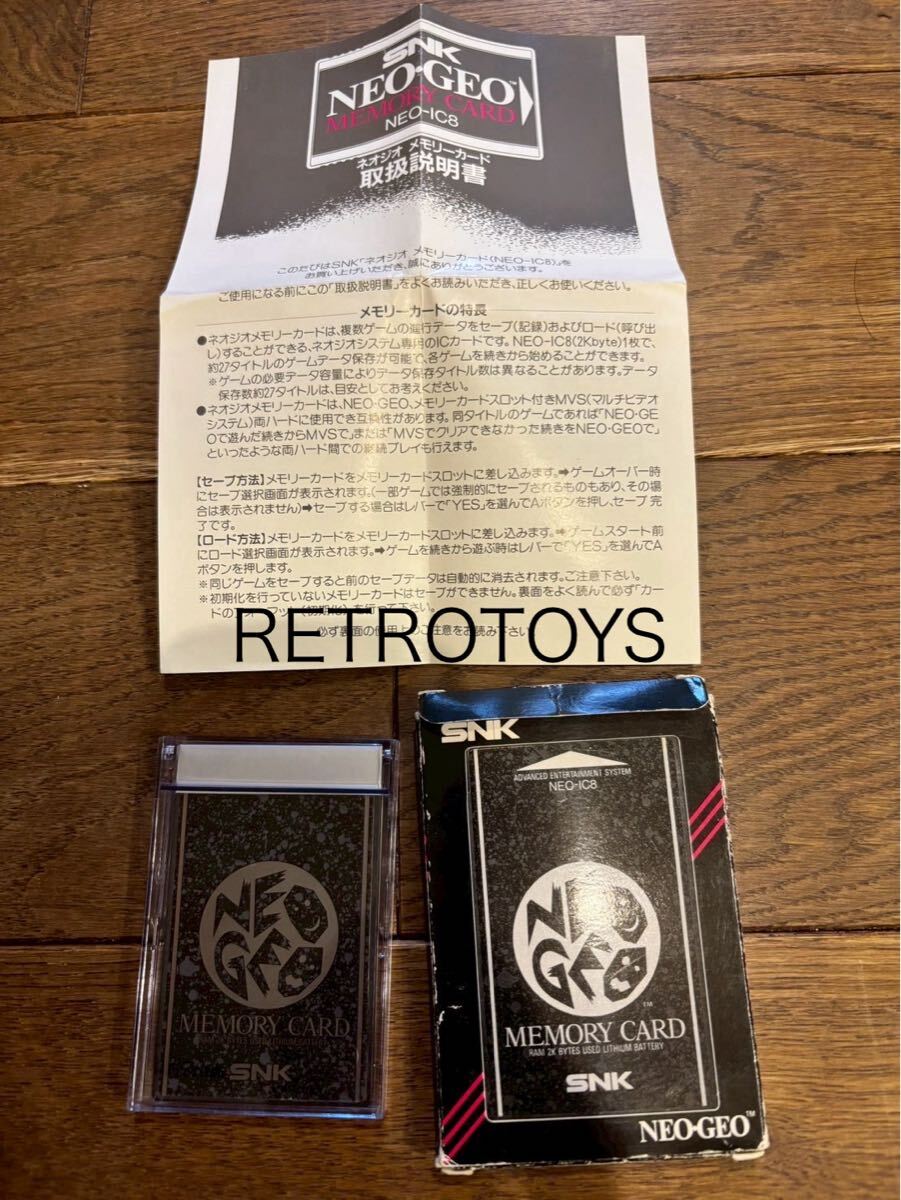 SNK
NEO・GEO™
MEMORY CARD
NEO-IC8
ネオジオ メモリーカード
取扱説明書
このたびはSNK「ネオジオ メモリーカード(NEO-IC8)」を
お買い上げいただき、誠にありがとうございます。
ご使用になる前にこの「取扱説明書」をよくお読みいただき、正しくお使いください。
メモリーカードの特長
●ネオジオメモリーカードは、複数ゲームの進行データをセーブ(記録)およびロード(呼び出
し)することができる、ネオジオシステム専用のICカードです。NEO-IC8(2Kbyte)1枚で、
約27タイトルのゲームデータ保存が可能で、各ゲームを続きから始めることができます。
※ゲームの必要データ容量によりデータ保存タイトル数は異なることがあります。データ
保存数約27タイトルは、目安としてお考えください。
●ネオジオメモリーカードは、NEO・GEO、メモリーカードスロット付きMVS(マルチビデオ
システム)両ハードに使用でき互換性があります。同タイトルのゲームであれば「NEO・GE
Oで遊んだ続きからMVSで」または「MVSでクリアできなかった続きをNEO・GEOで」
といったような両ハード間での継続プレイも行えます。
【セーブ方法】メモリーカードをメモリーカードスロットに差し込みます。➡ゲームオーバー時
にセーブ選択画面が表示されます。(一部ゲームでは強制的にセーブされるものもあり、その場
合は表示されません)➡セーブする場合はレバーで「YES」を選んでAボタンを押し、セーブ完
了です。
【ロード方法】メモリーカードをメモリーカードスロットに差し込みます。➡ゲームスタート前
にロード選択画面が表示されます。➡ゲームを続きから遊ぶ時はレバーで「YES」を選んでA
ボタンを押します。
※同じゲームをセーブすると前のセーブデータは自動的に消去されます。ご注意下さい。
※初期化を行っていないメモリーカードはセーブができません。裏面をよく読んで必ず「カー
ドのフォーマット(初期化)」を行って下さい。
必ず裏面の使用上のご注意をお読み下さい。
RETROTOYS
NEO
GEO
MEMORY CARD
RAM 2K BYTES USED LITHIUM BATTERY
SNK
SNK
ADVANCED ENTERTAINMENT SYSTEM
NEO-IC8
NEO
GEO
™
MEMORY CARD
RAM 2K BYTES USED LITHIUM BATTERY
SNK
NEO・GEO™